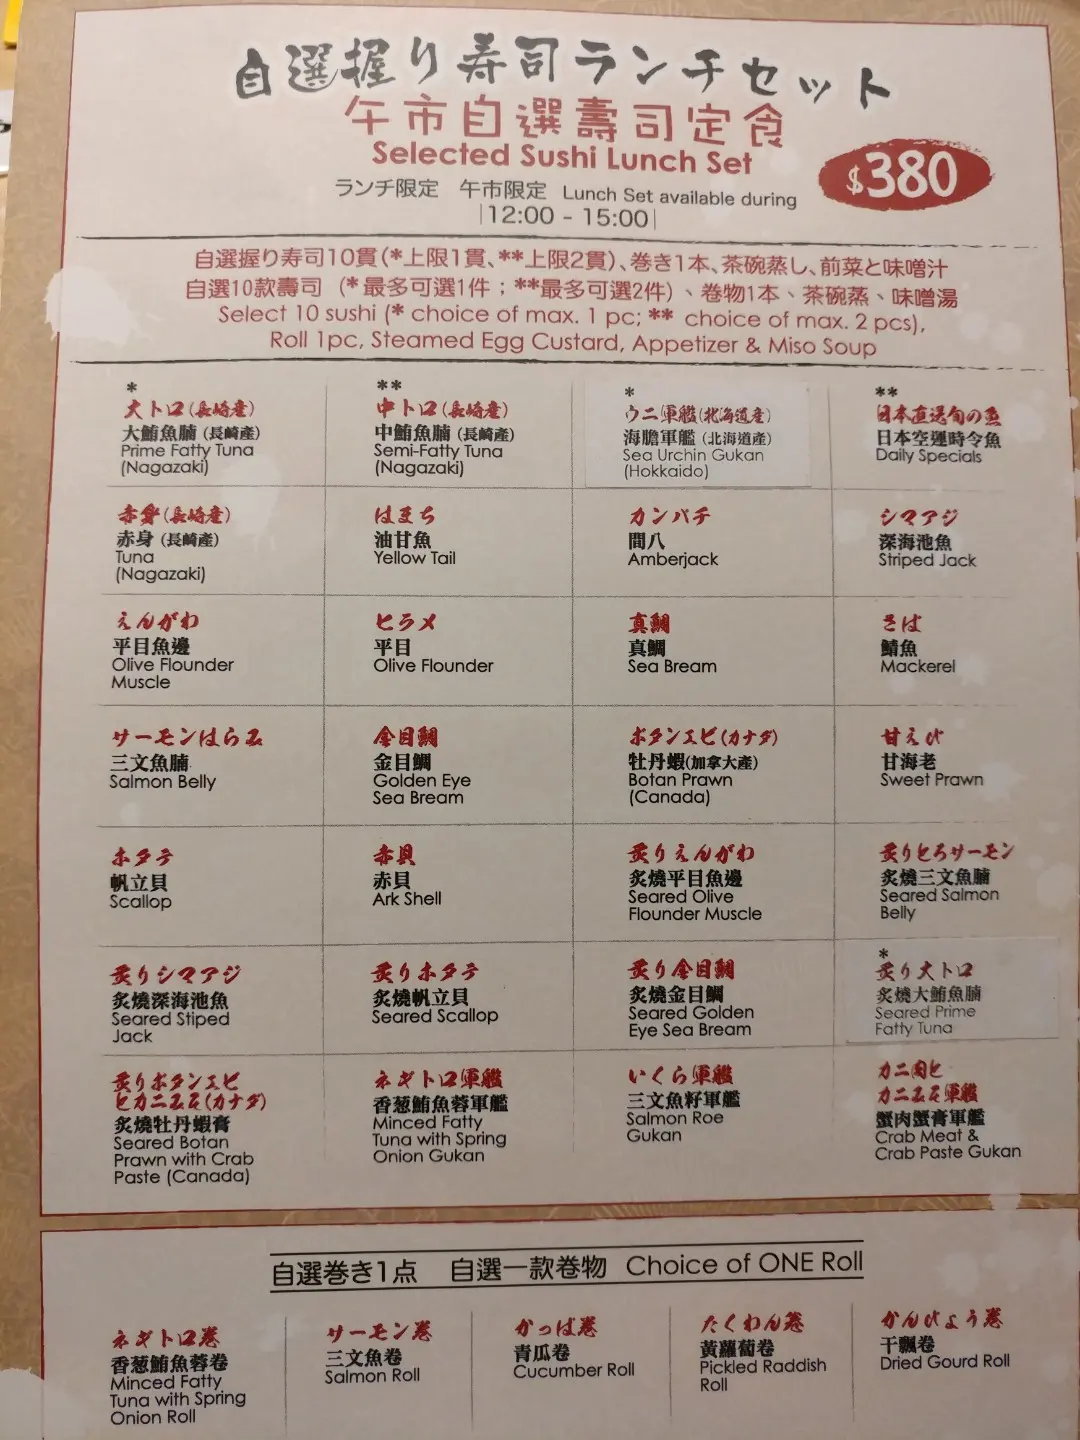 自選握り寿司ランチセット
午市自選壽司定食
Selected Sushi Lunch Set
$380
ランチ限定 午市限定 Lunch Set available during
|12:00 - 15:00|
自選握り寿司10貫(*上限1貫、**上限2貫)、巻き1本、茶碗蒸し、前菜と味噌汁
自選10款壽司 (*最多可選1件;**最多可選2件)、卷物1本、茶碗蒸、味噌湯
Select 10 sushi (* choice of max. 1 pc; ** choice of max. 2 pcs),
Roll 1pc, Steamed Egg Custard, Appetizer & Miso Soup
*
大トロ(長崎産)
大鮪魚腩(長崎產)
Prime Fatty Tuna
(Nagazaki)
**
中トロ(長崎産)
中鮪魚腩(長崎產)
Semi-Fatty Tuna
(Nagazaki)
*
ウニ軍艦(北海道産)
海膽軍艦(北海道產)
Sea Urchin Gukan
(Hokkaido)
**
日本直送旬の魚
日本空運時令魚
Daily Specials
赤身(長崎産)
赤身(長崎產)
Tuna
(Nagazaki)
はまち
油甘魚
Yellow Tail
カンパチ
間八
Amberjack
シマアジ
深海池魚
Striped Jack
えんがわ
平目魚邊
Olive Flounder
Muscle
ヒラメ
平目
Olive Flounder
真鯛
真鯛
Sea Bream
さば
鯖魚
Mackerel
サーモンはらみ
三文魚腩
Salmon Belly
金目鯛
金目鯛
Golden Eye
Sea Bream
ボタンエビ(カナダ)
牡丹蝦(加拿大產)
Botan Prawn
(Canada)
甘えび
甘海老
Sweet Prawn
ホタテ
帆立貝
Scallop
赤貝
赤貝
Ark Shell
炙りえんがわ
炙燒平目魚邊
Seared Olive
Flounder Muscle
炙りとろサーモン
炙燒三文魚腩
Seared Salmon
Belly
炙りシマアジ
炙燒深海池魚
Seared Stiped
Jack
炙りホタテ
炙燒帆立貝
Seared Scallop
炙り金目鯛
炙燒金目鯛
Seared Golden
Eye Sea Bream
*
炙り大トロ
炙燒大鮪魚腩
Seared Prime
Fatty Tuna
炙りボタンエビ
とカニみそ(カナダ)
炙燒牡丹蝦膏
Seared Botan
Prawn with Crab
Paste (Canada)
ネギトロ軍艦
香葱鮪魚蓉軍艦
Minced Fatty
Tuna with Spring
Onion Gukan
いくら軍艦
三文魚籽軍艦
Salmon Roe
Gukan
カニ肉と
カニみそ軍艦
蟹肉蟹膏軍艦
Crab Meat &
Crab Paste Gukan
自選巻き1点 自選一款卷物 Choice of ONE Roll
ネギトロ巻
香葱鮪魚蓉卷
Minced Fatty
Tuna with Spring
Onion Roll
サーモン巻
三文魚卷
Salmon Roll
かっぱ巻
青瓜卷
Cucumber Roll
たくわん巻
黃蘿蔔卷
Pickled Raddish
Roll
かんぴょう巻
干瓢卷
Dried Gourd Roll